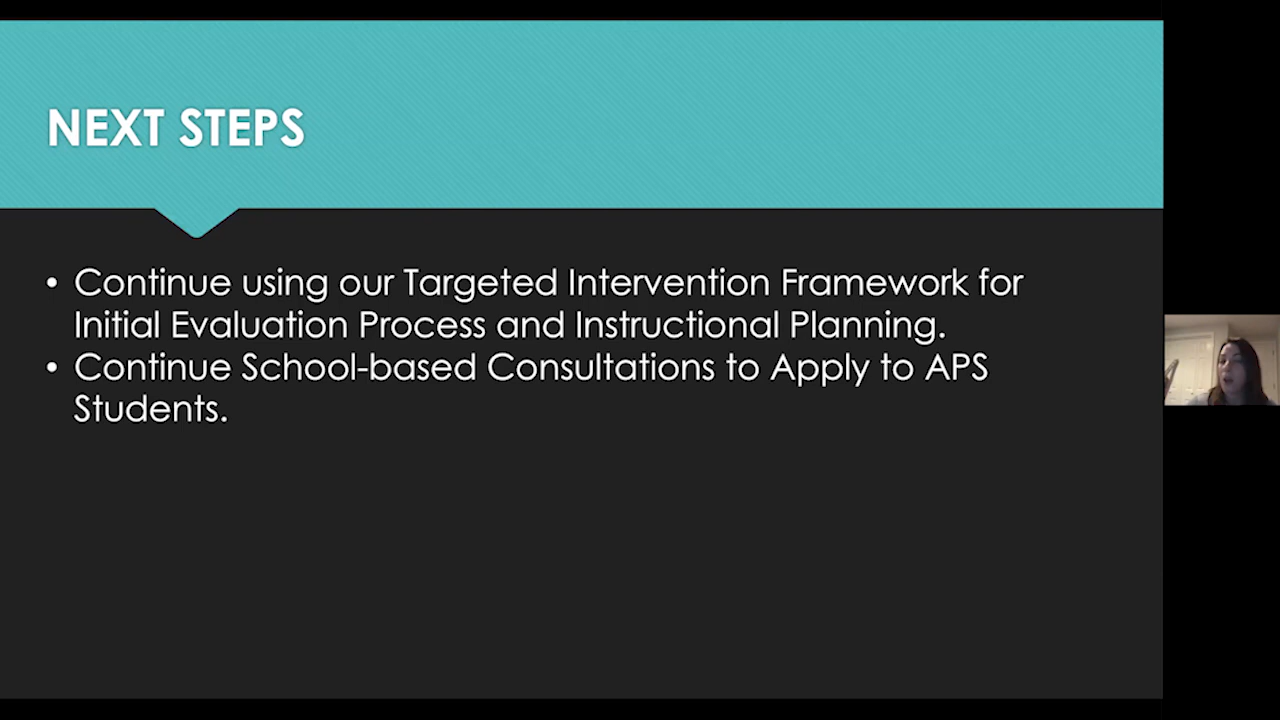 NEXT STEPS
• Continue using our Targeted Intervention Framework for
Initial Evaluation Process and Instructional Planning.
• Continue School-based Consultations to Apply to APS
Students.